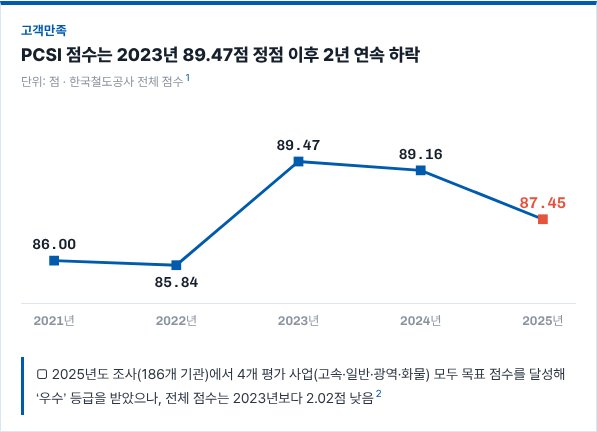 고객만족
PCSI 점수는 2023년 89.47점 정점 이후 2년 연속 하락
단위: 점 · 한국철도공사 전체 점수 1
89.47
89.16
87.45
86.00
85.84
2021년 2022년 2023년 2024년 2025년
▢ 2025년도 조사(186개 기관)에서 4개 평가 사업(고속·일반·광역·화물) 모두 목표 점수를 달성해
‘우수’ 등급을 받았으나, 전체 점수는 2023년보다 2.02점 낮음 2